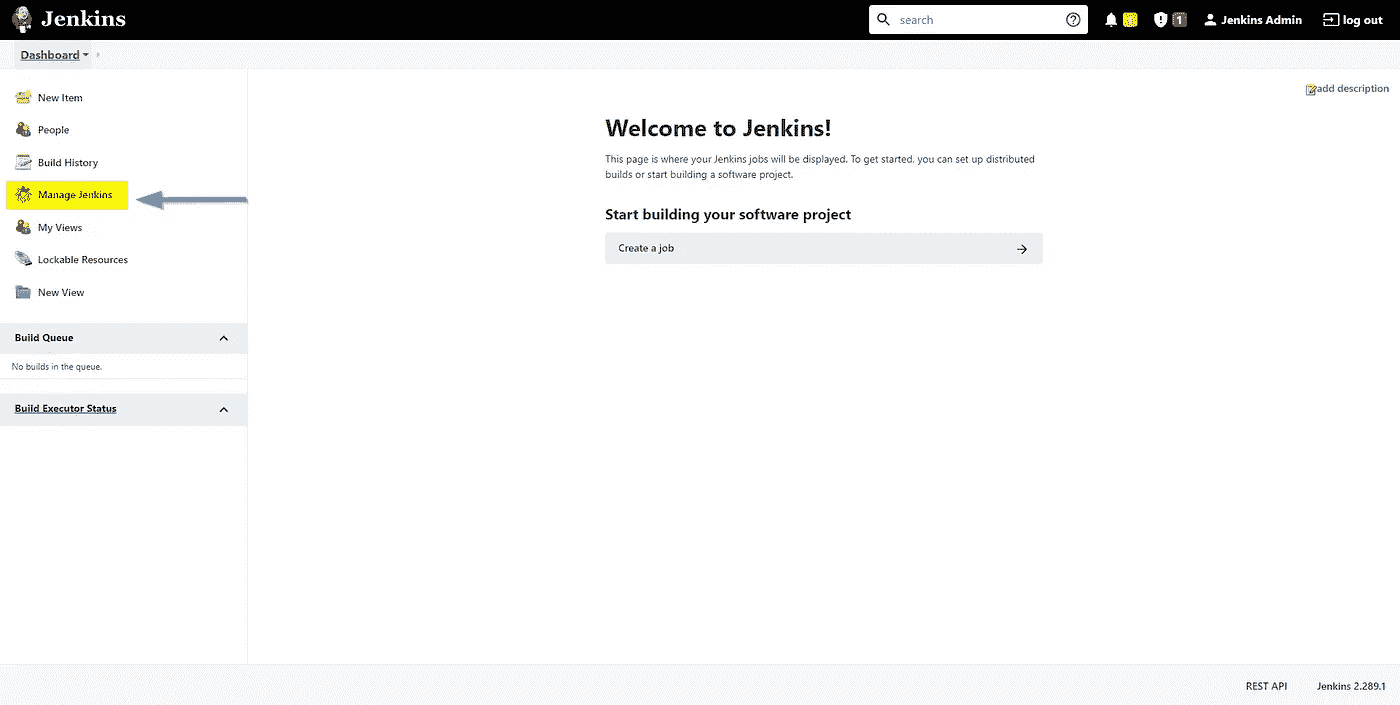 Jenkins
search
1
Jenkins Admin
log out
Dashboard
add description
New Item
People
Build History
Manage Jenkins
My Views
Lockable Resources
New View
Build Queue
No builds in the queue.
Build Executor Status
Welcome to Jenkins!
This page is where your Jenkins jobs will be displayed. To get started, you can set up distributed
builds or start building a software project.
Start building your software project
Create a job
REST API
Jenkins 2.289.1